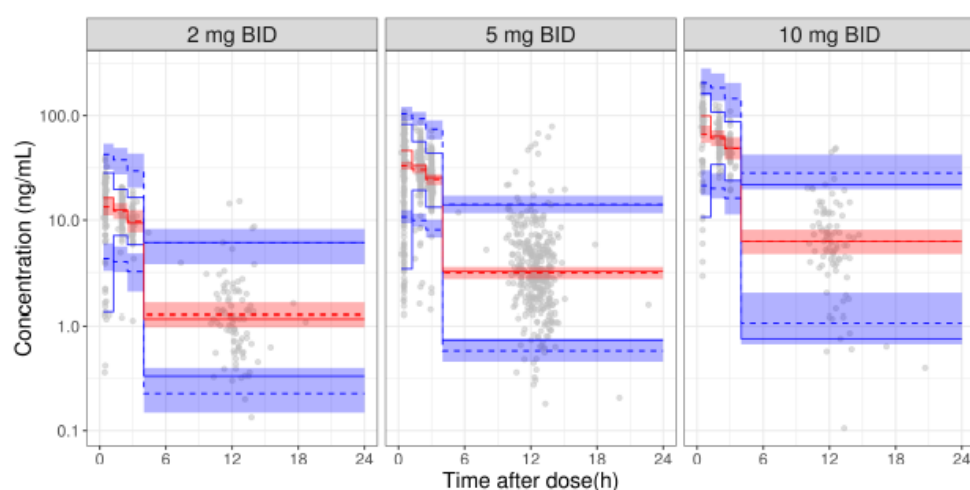 2 mg BID
5 mg BID
10 mg BID
Concentration (ng/mL)
100.0
10.0
1.0
0.1
0 6 12 18 24
0 6 12 18 24
0 6 12 18 24
Time after dose(h)